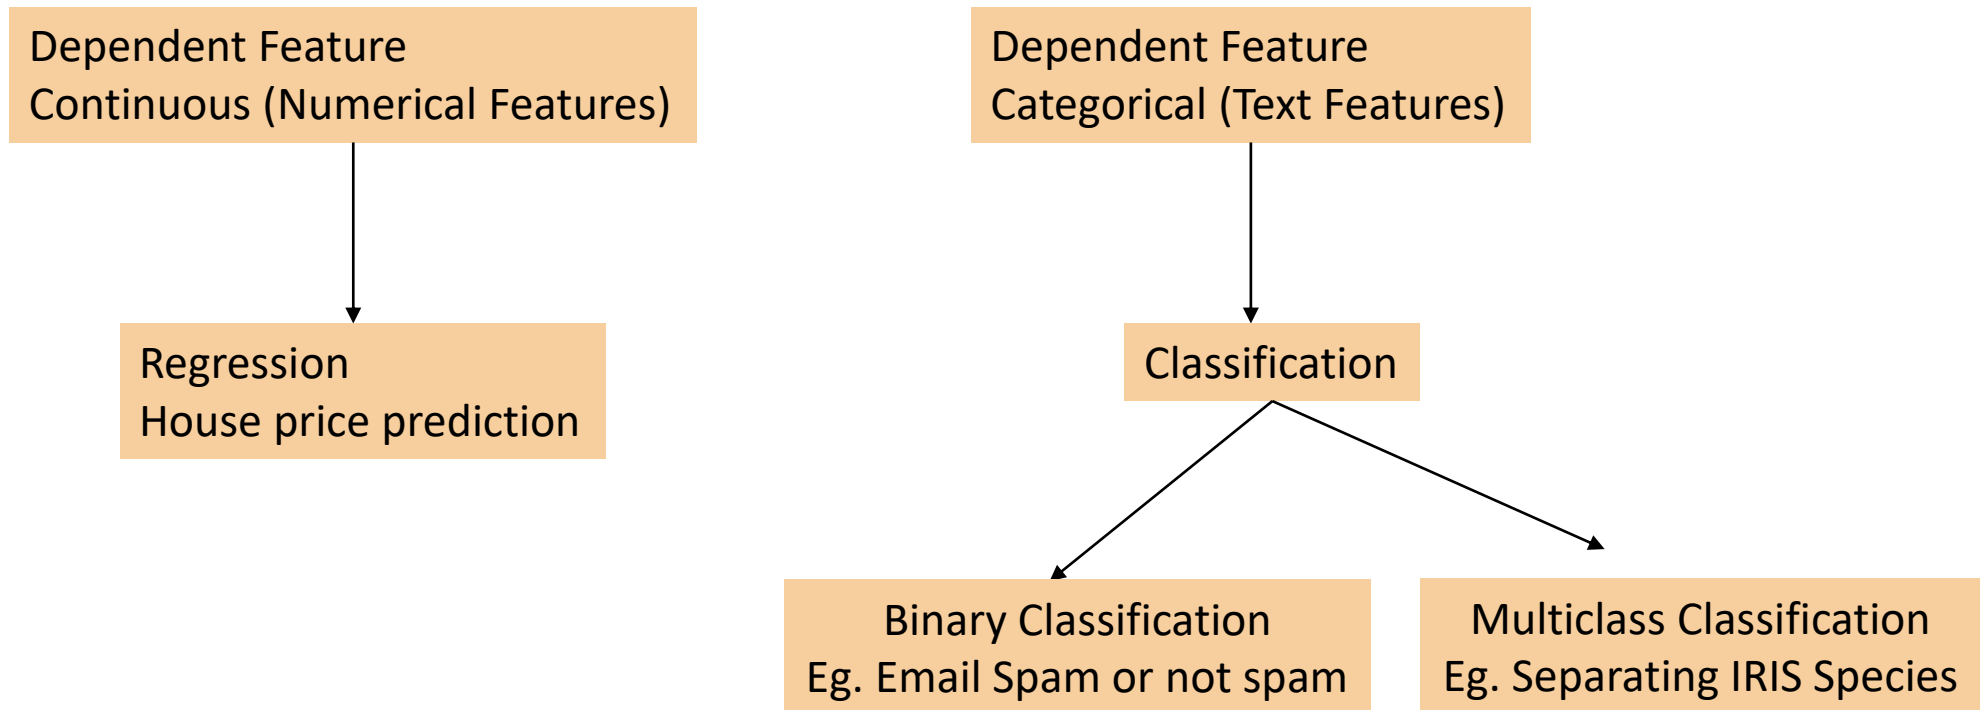 Dependent Feature
Continuous (Numerical Features)
Dependent Feature
Categorical (Text Features)
Regression
House price prediction
Classification
Binary Classification
Eg. Email Spam or not spam
Multiclass Classification
Eg. Separating IRIS Species